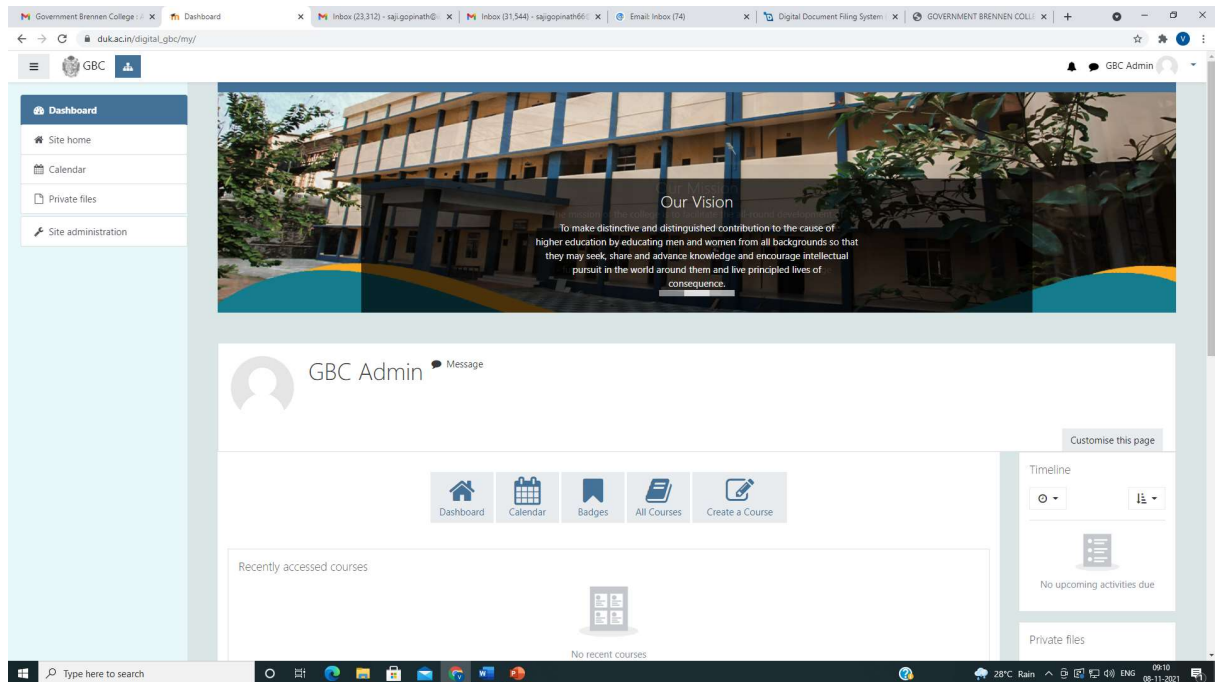 Government Brennen College : A
Dashboard
Inbox (23,312) - saji.gopinath@
Inbox (31,544) - sajigopinath66
Email: Inbox (74)
Digital Document Filing System
GOVERNMENT BRENNEN COLLE
duk.ac.in/digital_gbc/my/
V
GBC
GBC Admin
Dashboard
Site home
Calendar
Private files
Site administration
Our Mission
Our Vision
To make distinctive and distinguished contribution to the cause of
higher education by educating men and women from all backgrounds so that
they may seek, share and advance knowledge and encourage intellectual
pursuit in the world around them and live principled lives of
consequence.
GBC Admin
Message
Customise this page
Dashboard
Calendar
Badges
All Courses
Create a Course
Timeline
No upcoming activities due
Recently accessed courses
No recent courses
Private files
Type here to search
28°C Rain
ENG
09:10
08-11-2021